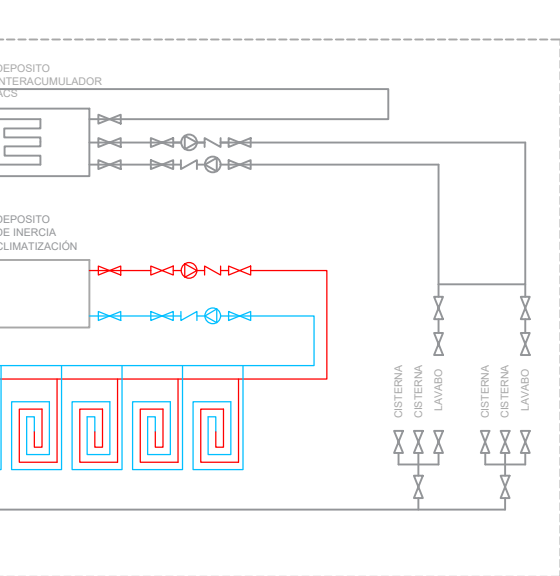 DEPOSITO
INTERACUMULADOR
ACS
DEPOSITO
DE INERCIA
CLIMATIZACIÓN
CISTERNA
CISTERNA
LAVABO
CISTERNA
CISTERNA
LAVABO